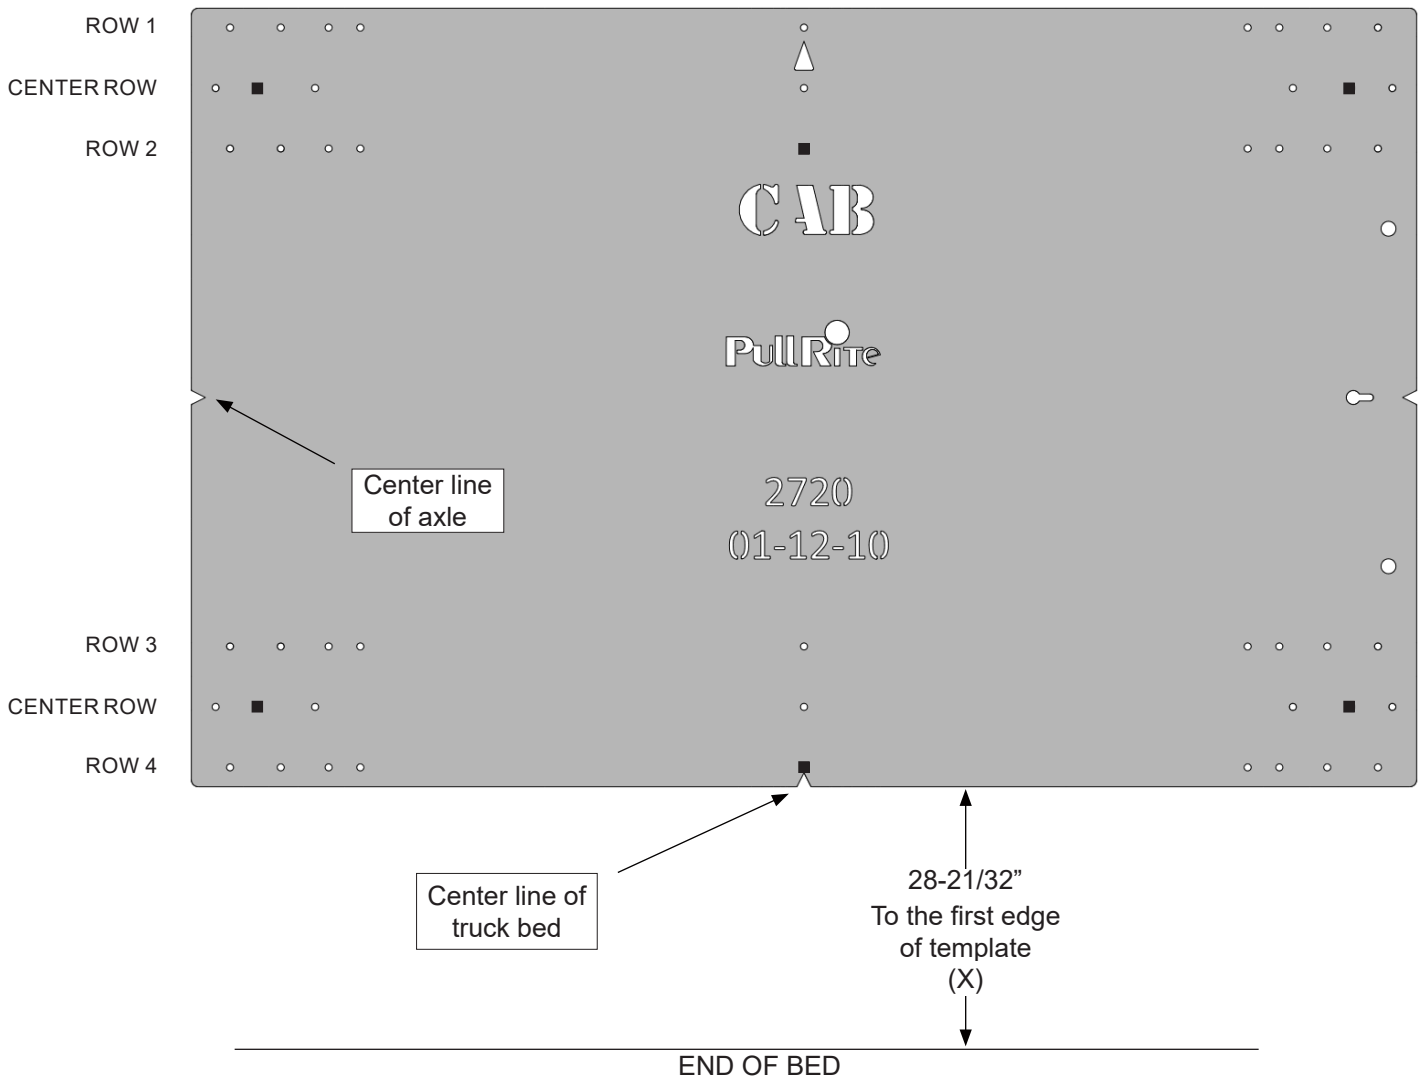 ROW 1
CENTER ROW
ROW 2
CAB
PullRite
Center line
of axle
2720
01-12-10
ROW 3
CENTER ROW
ROW 4
Center line of
truck bed
28-21/32”
To the first edge
of template
(X)
END OF BED